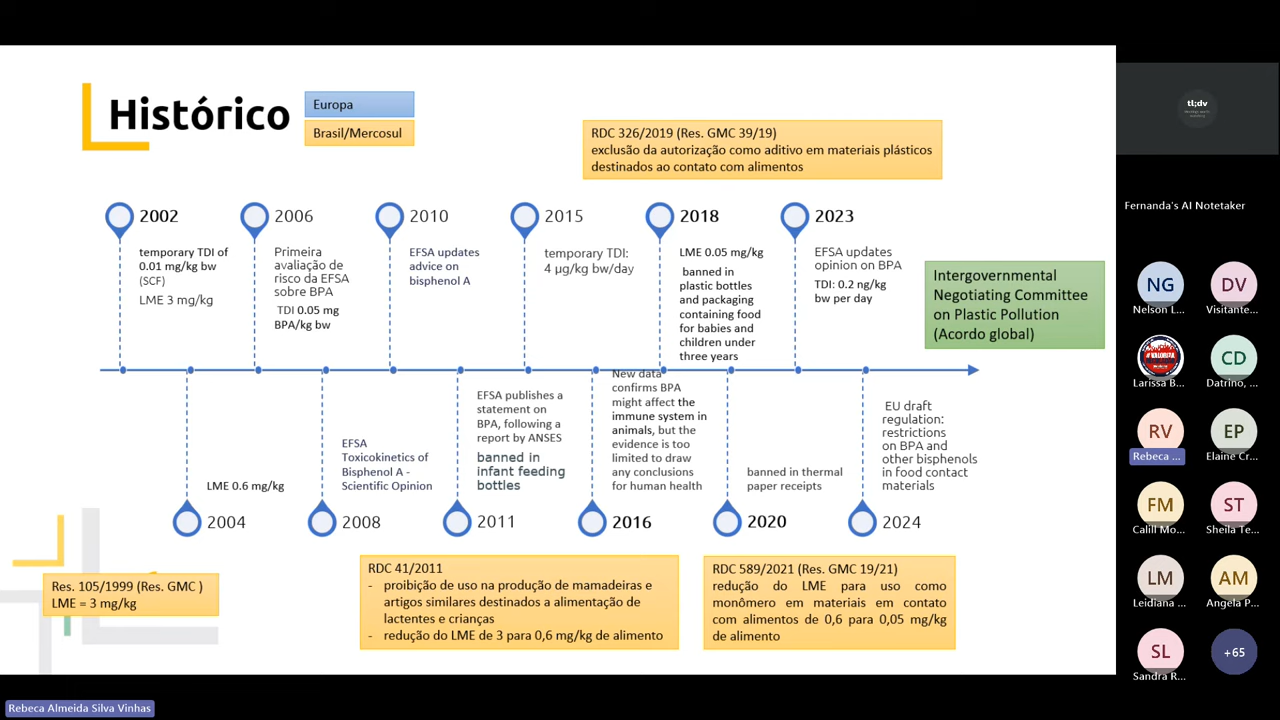 Histórico
Europa
Brasil/Mercosul
RDC 326/2019 (Res. GMC 39/19)
exclusão da autorização como aditivo em materiais plásticos
destinados ao contato com alimentos
2002
temporary TDI of
0.01 mg/kg bw
(SCF)
LME 3 mg/kg
2006
Primeira
avaliação de
risco da EFSA
sobre BPA
TDI 0.05 mg
BPA/kg bw
2010
EFSA updates
advice on
bisphenol A
2015
temporary TDI:
4 µg/kg bw/day
2018
LME 0.05 mg/kg
banned in
plastic bottles
and packaging
containing food
for babies and
children under
three years
2023
EFSA updates
opinion on BPA
TDI: 0.2 ng/kg
bw per day
Intergovernmental
Negotiating Committee
on Plastic Pollution
(Acordo global)
LME 0.6 mg/kg
2004
EFSA
Toxicokinetics of
Bisphenol A -
Scientific Opinion
2008
EFSA publishes a
statement on
BPA, following a
report by ANSES
banned in
infant feeding
bottles
2011
New data
confirms BPA
might affect the
immune system in
animals, but the
evidence is too
limited to draw
any conclusions
for human health
2016
banned in thermal
paper receipts
2020
EU draft
regulation:
restrictions
on BPA and
other bisphenols
in food contact
materials
2024
Res. 105/1999 (Res. GMC )
LME = 3 mg/kg
RDC 41/2011
- proibição de uso na produção de mamadeiras e
artigos similares destinados a alimentação de
lactentes e crianças
- redução do LME de 3 para 0,6 mg/kg de alimento
RDC 589/2021 (Res. GMC 19/21)
redução do LME para uso como
monômero em materiais em contato
com alimentos de 0,6 para 0,05 mg/kg
de alimento
tl;dv
Fernanda's AI Notetaker
NG
Nelson L...
DV
Visitante...
Larissa B...
CD
Datrino, ...
RV
Rebeca ...
EP
Elaine Cr...
FM
Calill Mo...
ST
Sheila Te...
LM
Leidiana ...
AM
Angela P...
SL
Sandra R...
+65
Rebeca Almeida Silva Vinhas